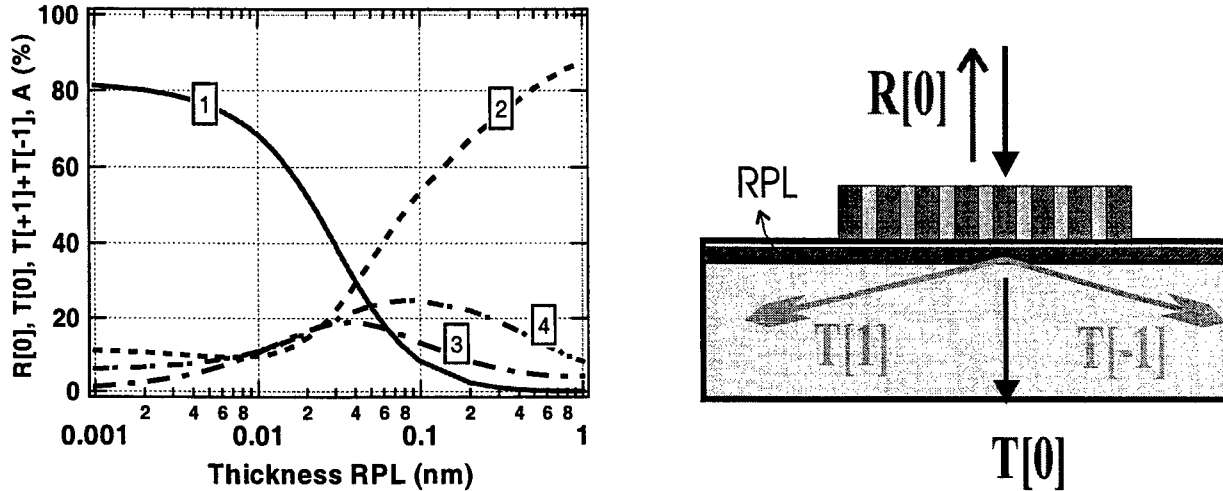 R[0], T[0], T[+1]+T[-1], A (%)
100
80
60
40
20
0
1
2
3
4
2 4 6 8 2 4 6 8 2 4 6 8
0.001 0.01 0.1 1
Thickness RPL (nm)
R[0]
RPL
T[1]
T[-1]
T[0]